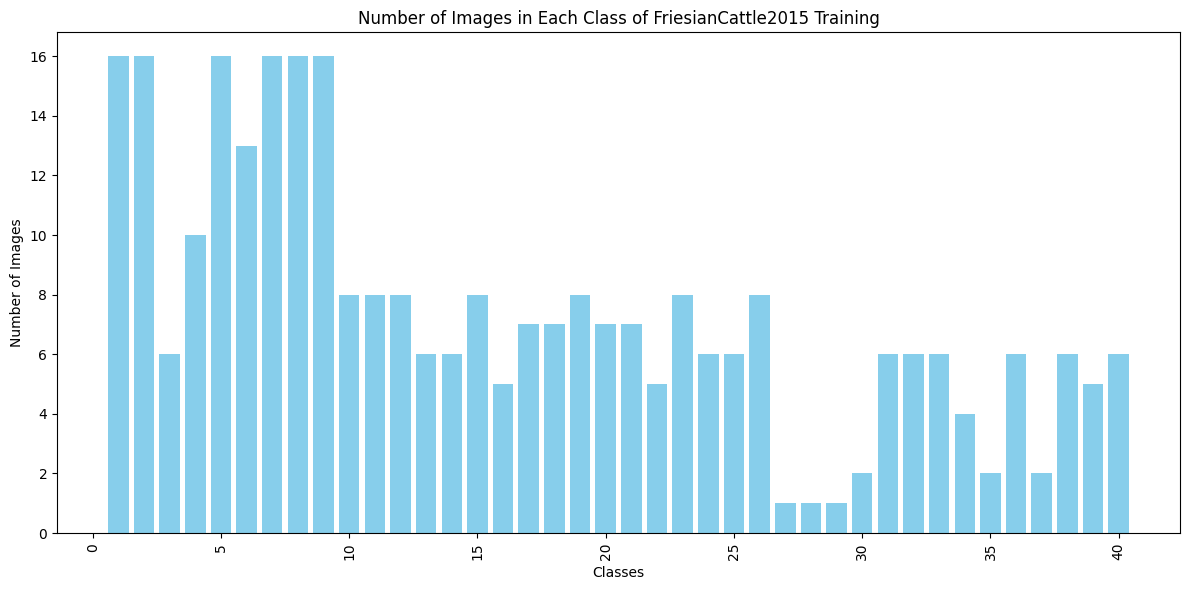 Number of Images in Each Class of FriesianCattle2015 Training
Number of Images
16
14
12
10
8
6
4
2
0
0 5 10 15 20 25 30 35 40
Classes